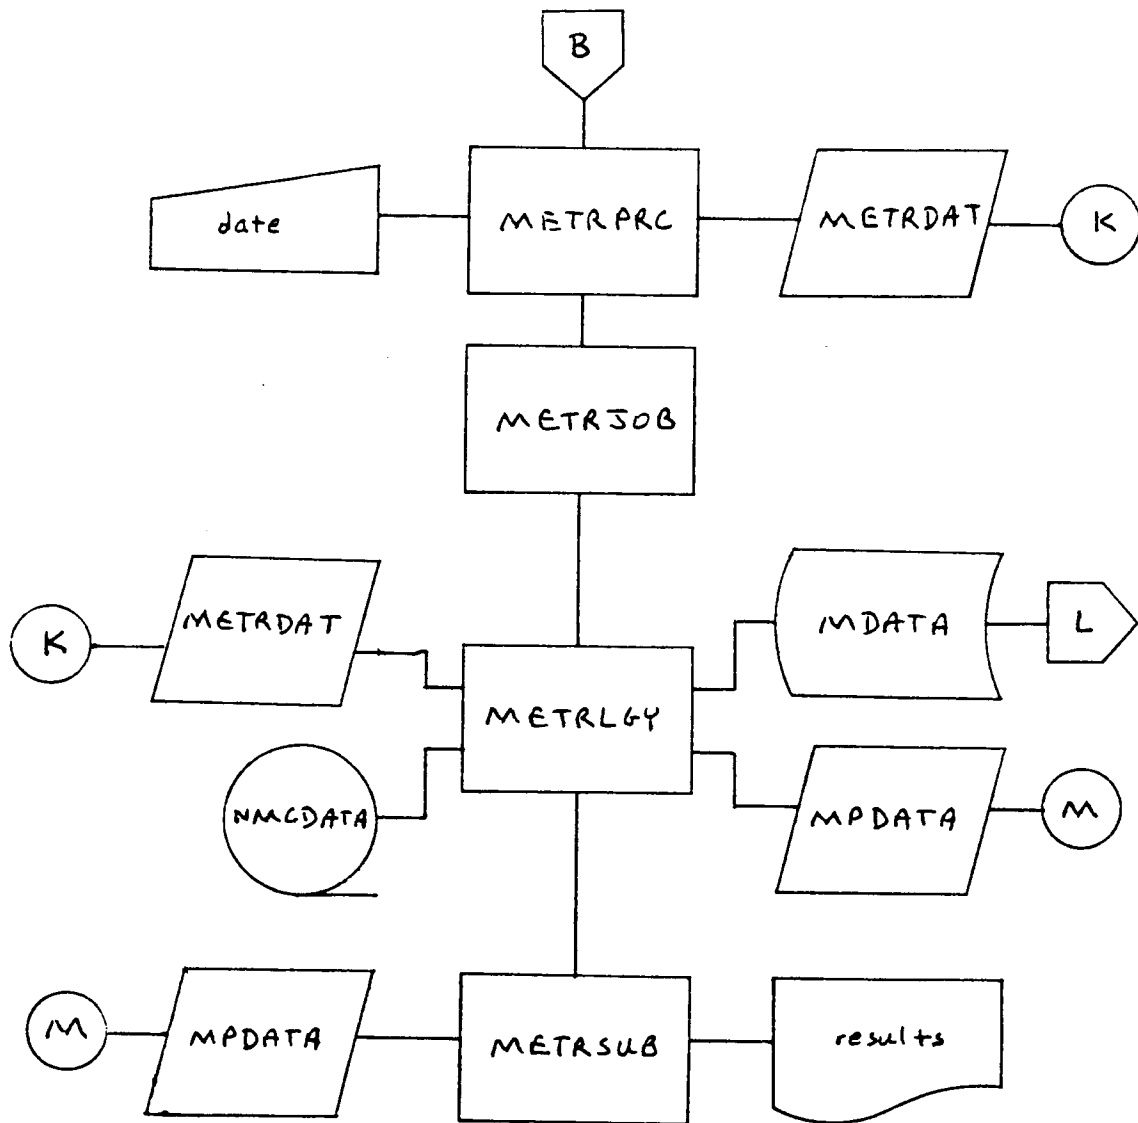 B
date
METRPRC
METRDAT
K
METRJOB
K
METRDAT
METRLGY
MDATA
L
NMCDATA
MPDATA
M
M
MPDATA
METRSUB
results